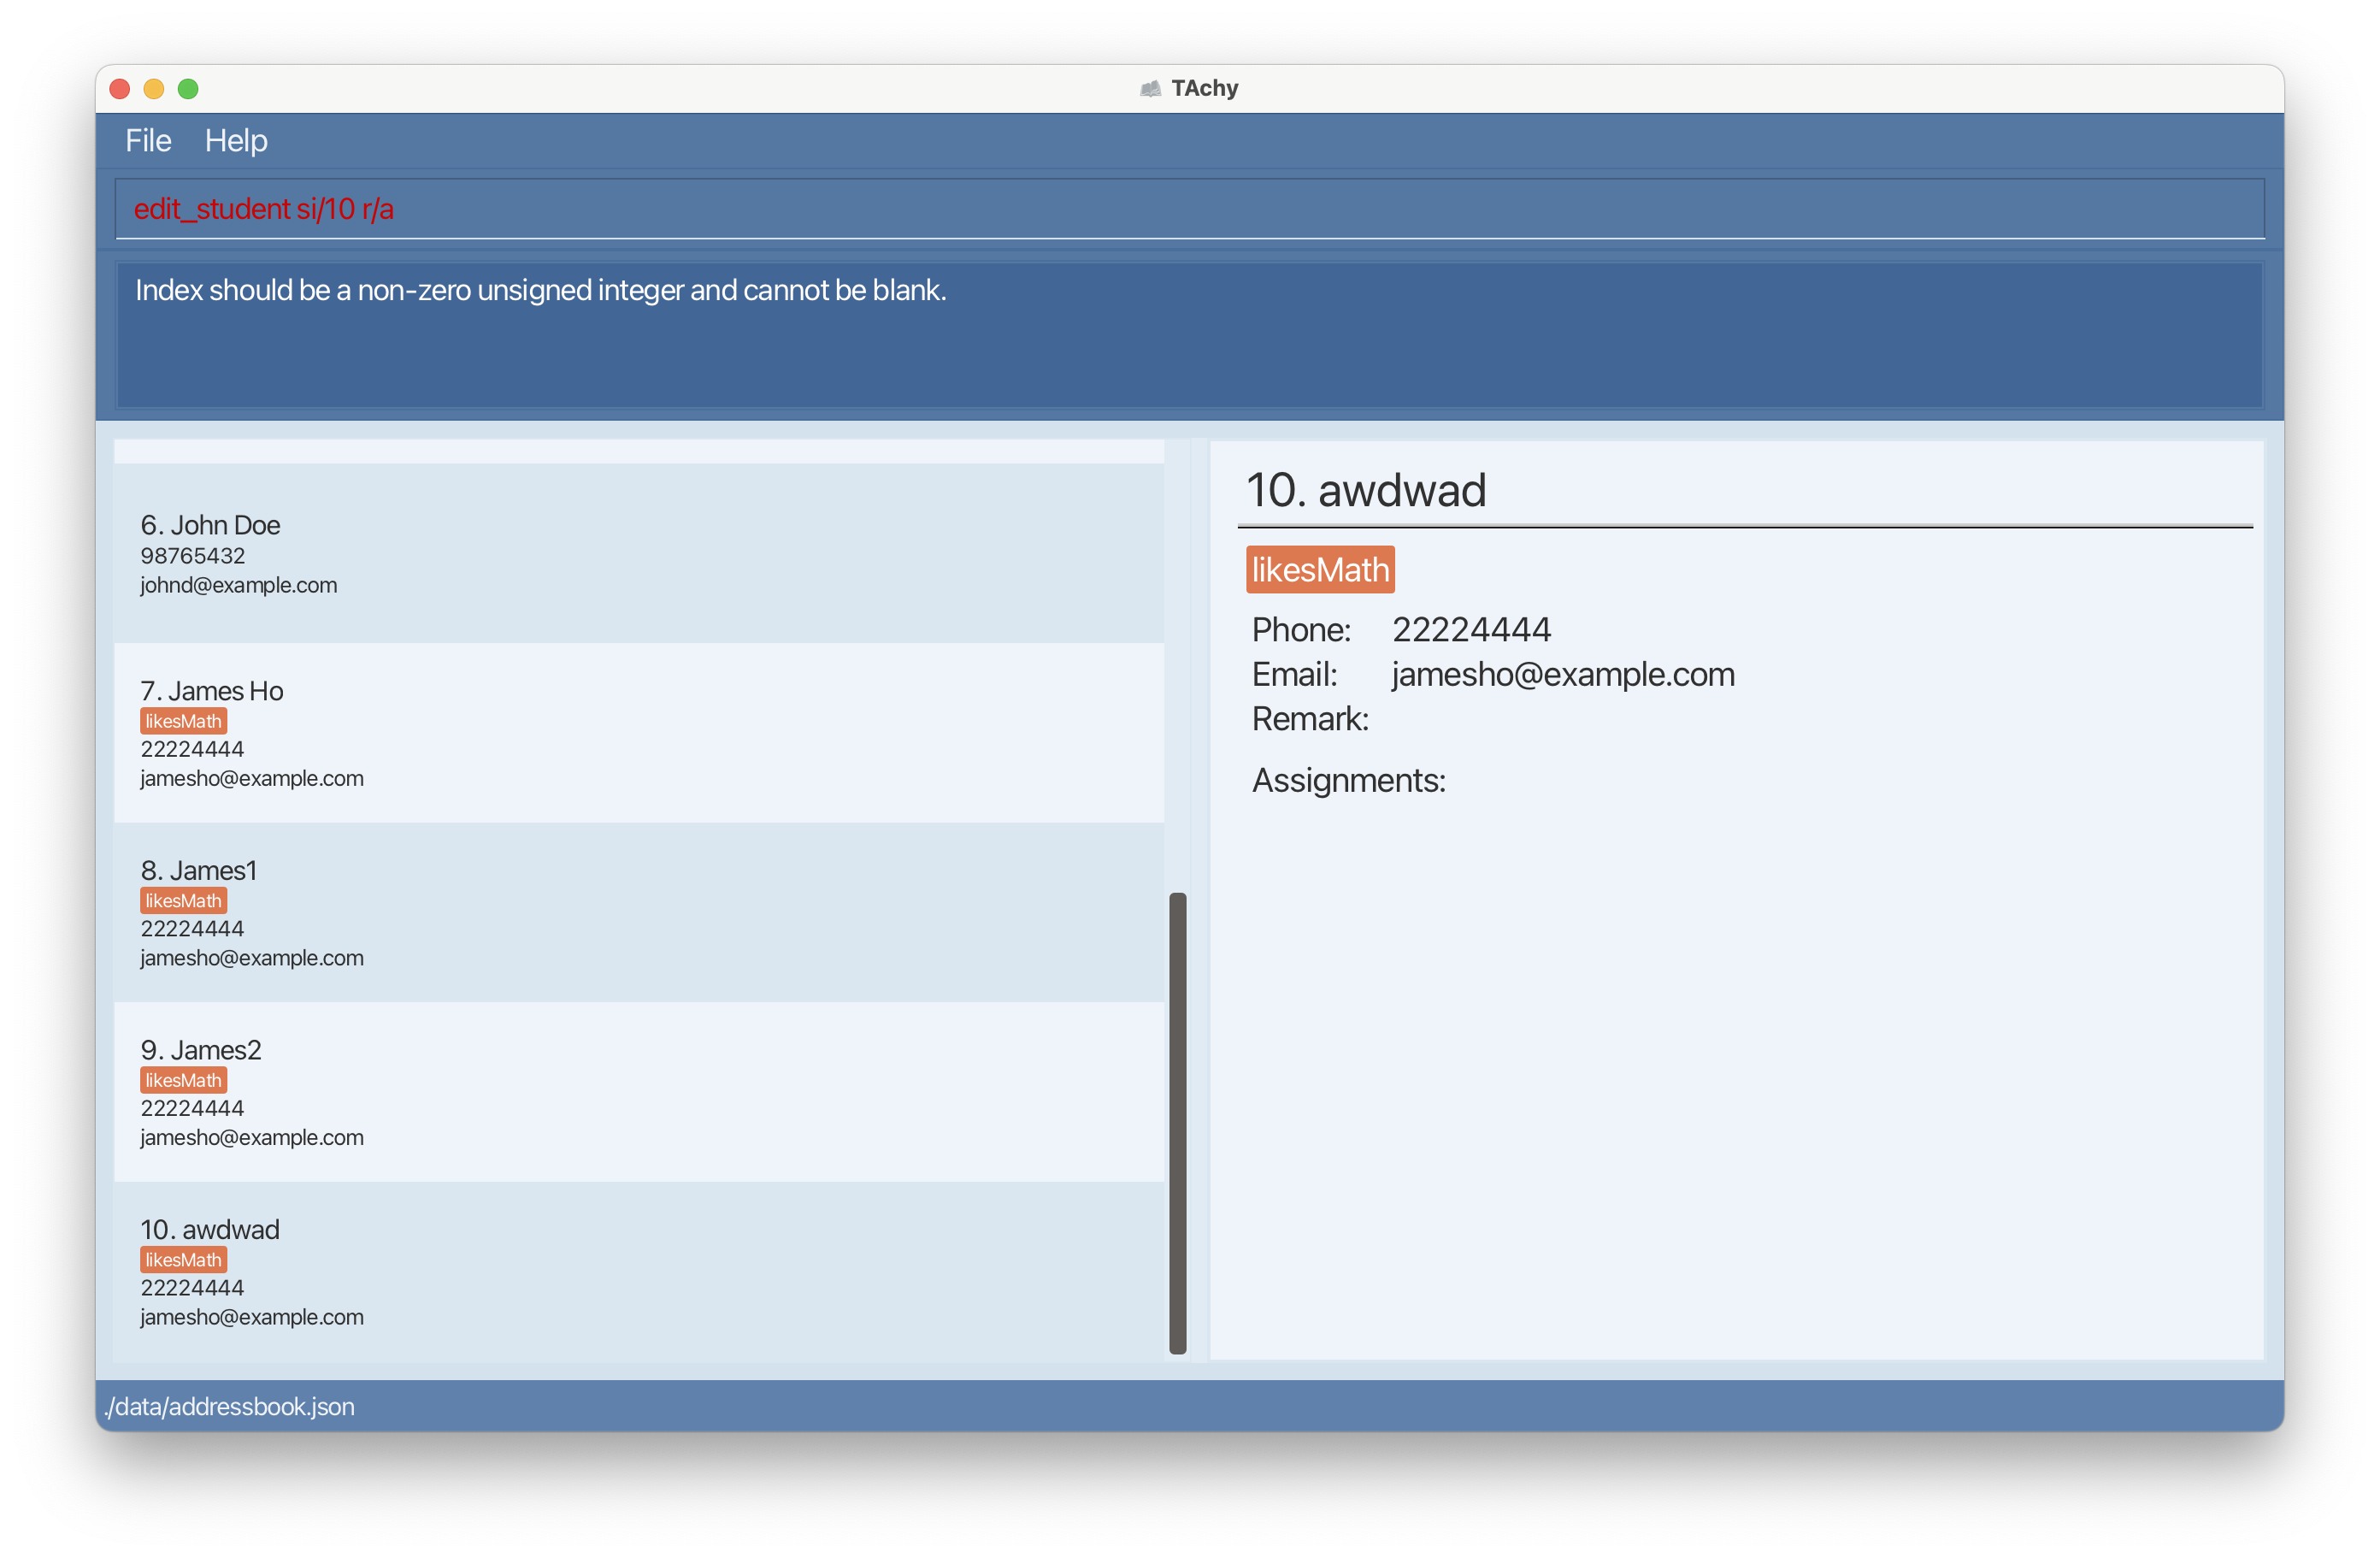 TAchy
File Help
edit_student si/10 r/a
Index should be a non-zero unsigned integer and cannot be blank.
6. John Doe
98765432
johnd@example.com
7. James Ho
likesMath
22224444
jamesho@example.com
8. James1
likesMath
22224444
jamesho@example.com
9. James2
likesMath
22224444
jamesho@example.com
10. awdwad
likesMath
22224444
jamesho@example.com
10. awdwad
likesMath
Phone: 22224444
Email: jamesho@example.com
Remark:
Assignments:
./data/addressbook.json